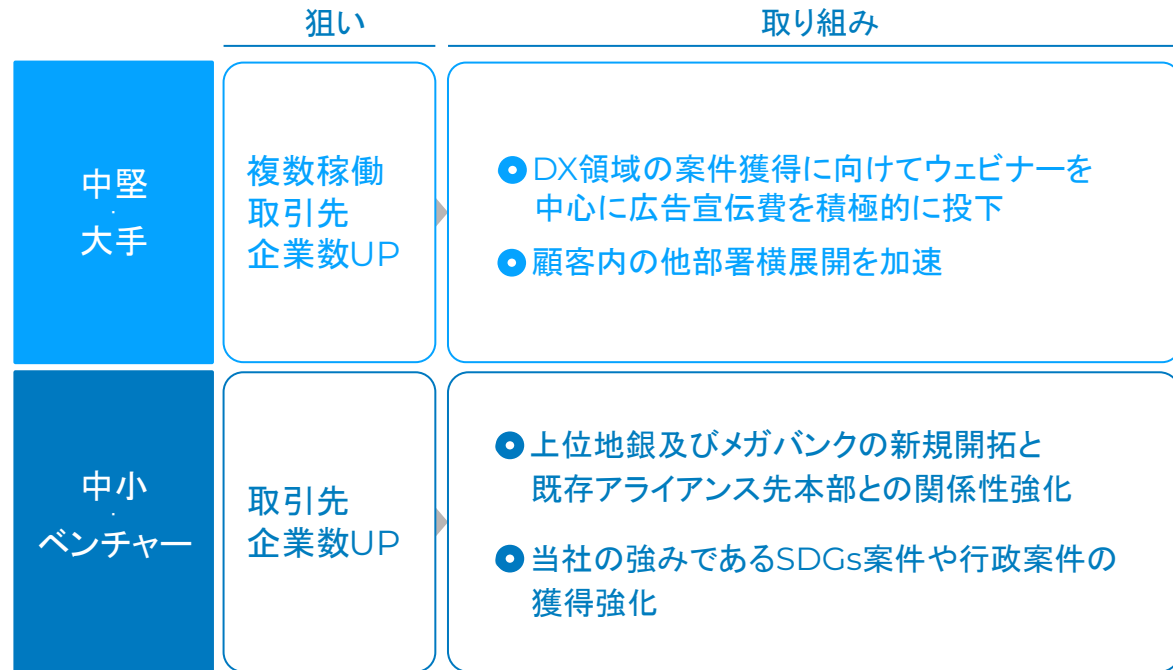 狙い
取り組み
中堅
・
大手
複数稼働
取引先
企業数UP
DX領域の案件獲得に向けてウェビナーを
中心に広告宣伝費を積極的に投下
顧客内の他部署横展開を加速
中小
・
ベンチャー
取引先
企業数UP
上位地銀及びメガバンクの新規開拓と
既存アライアンス先本部との関係性強化
当社の強みであるSDGs案件や行政案件の
獲得強化